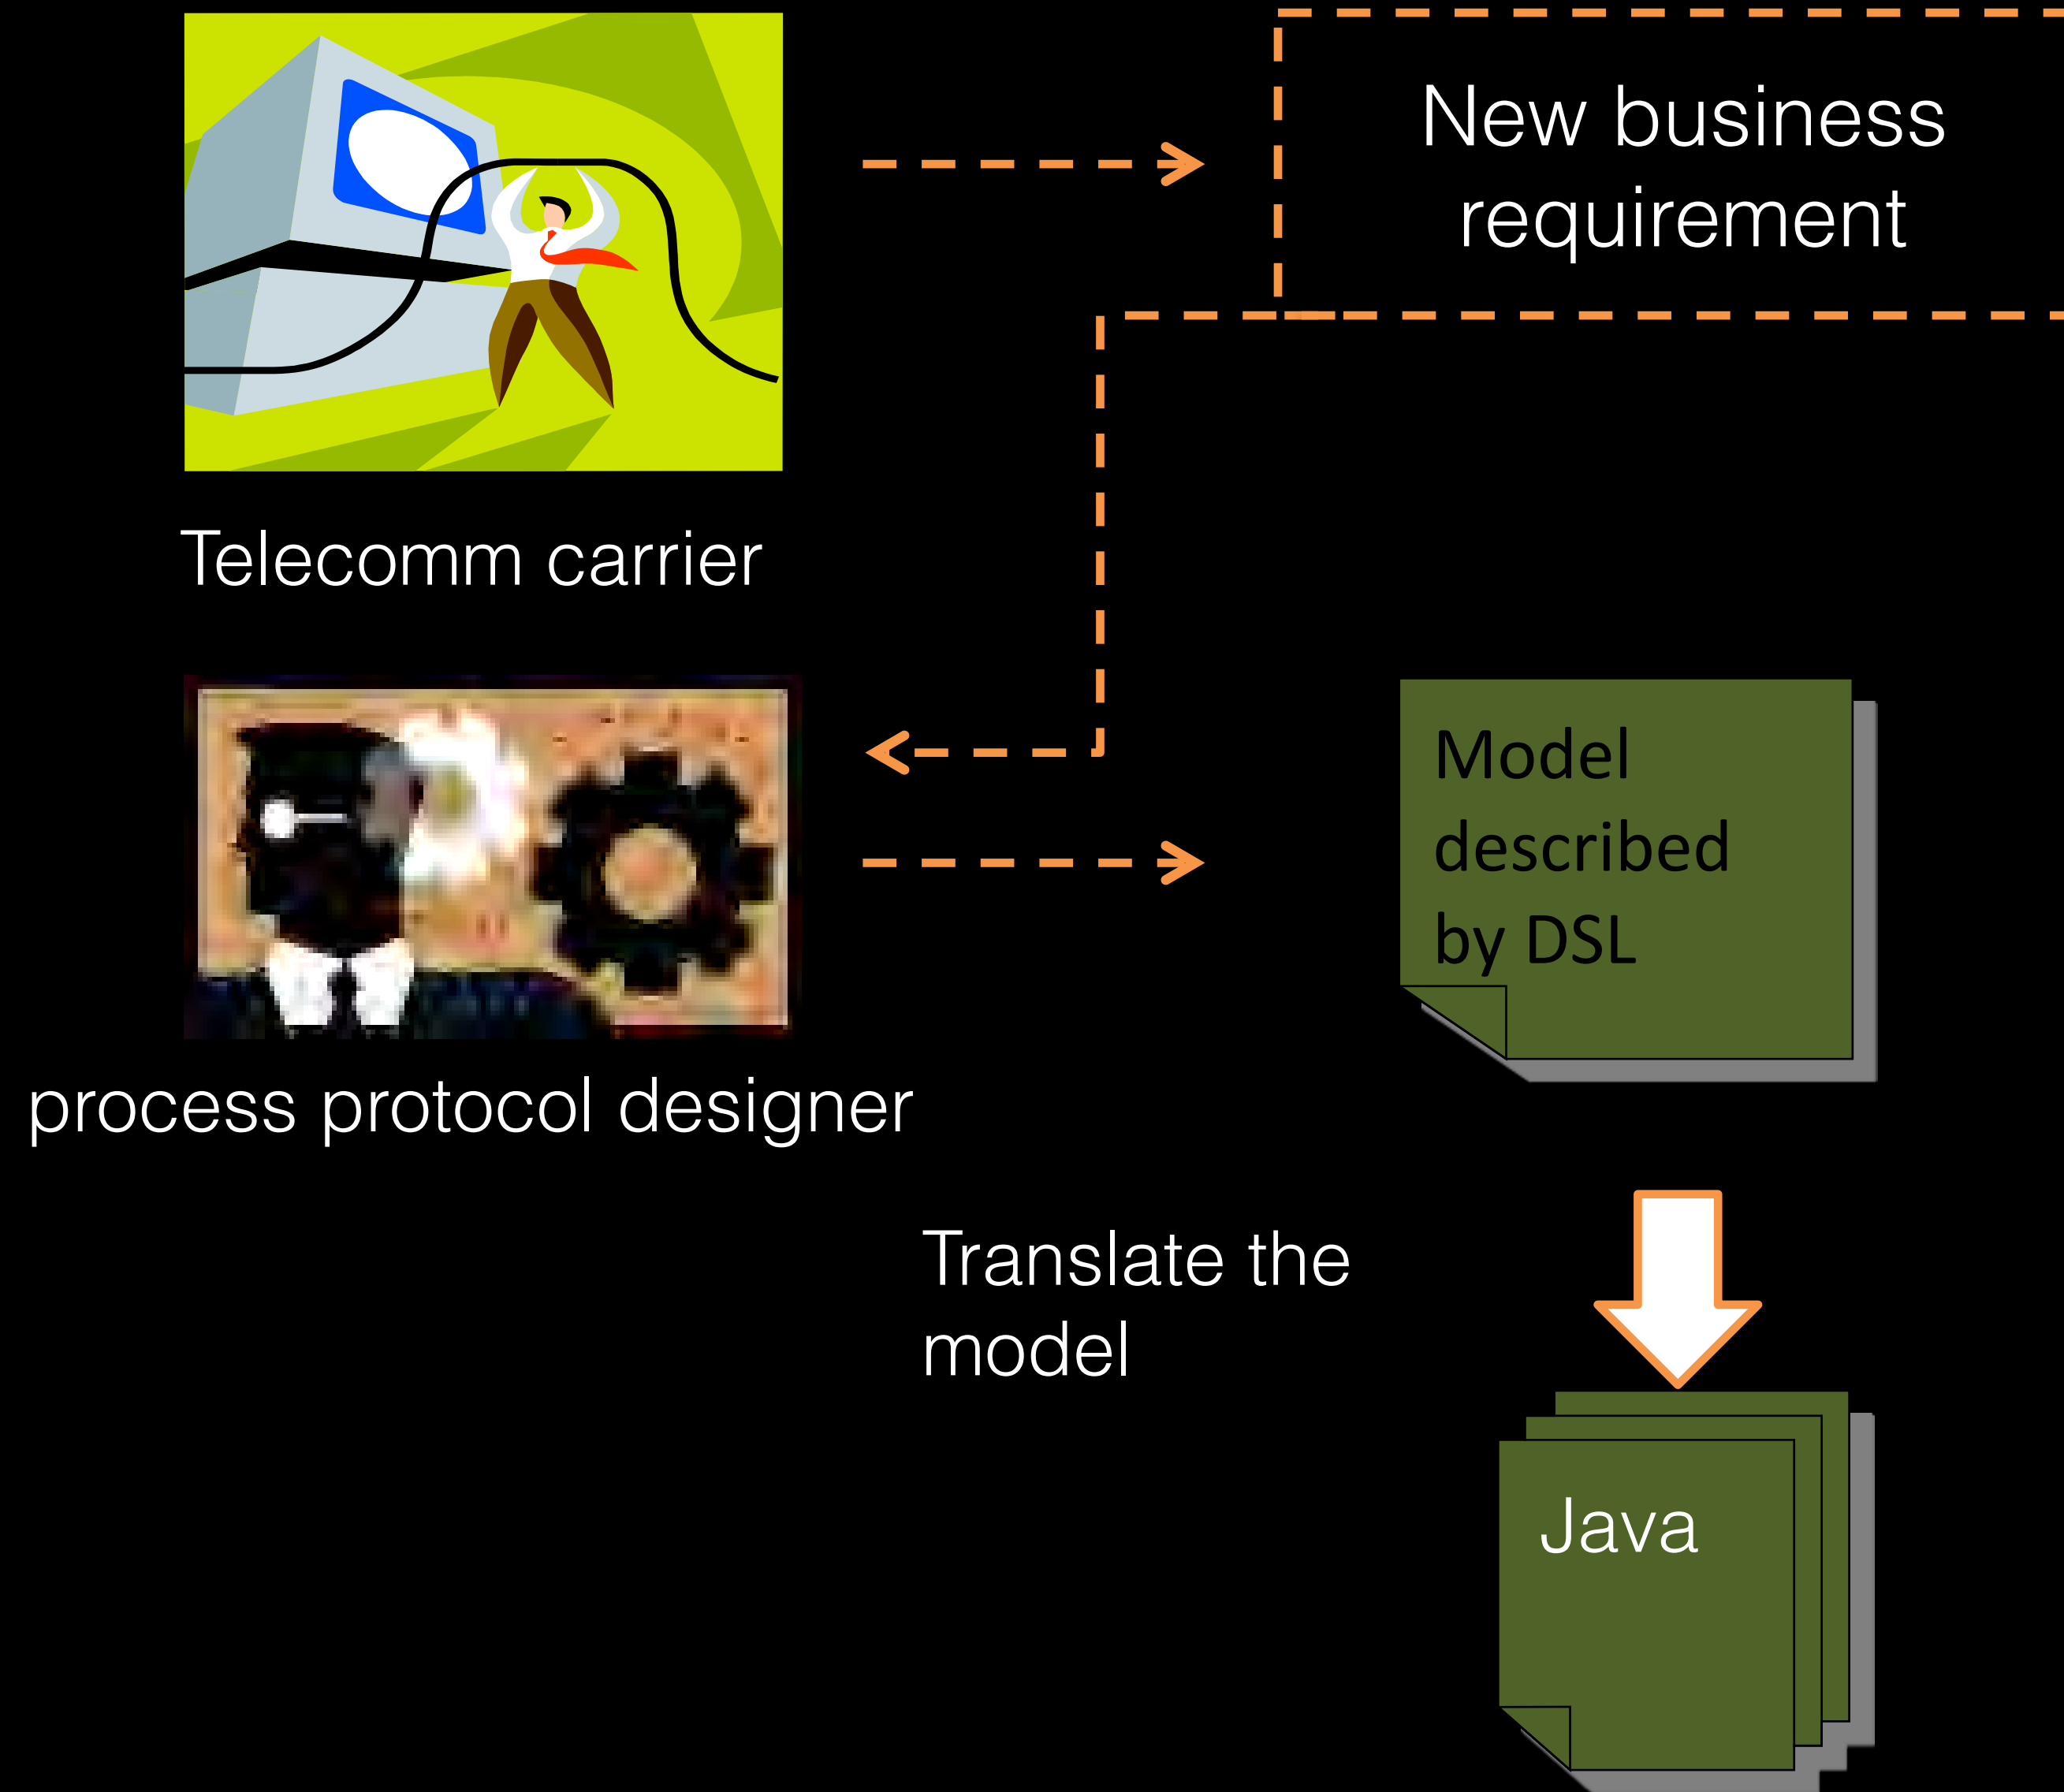 New business
requirement
Telecomm carrier
Model
described
by DSL
process protocol designer
Translate the
model
Java